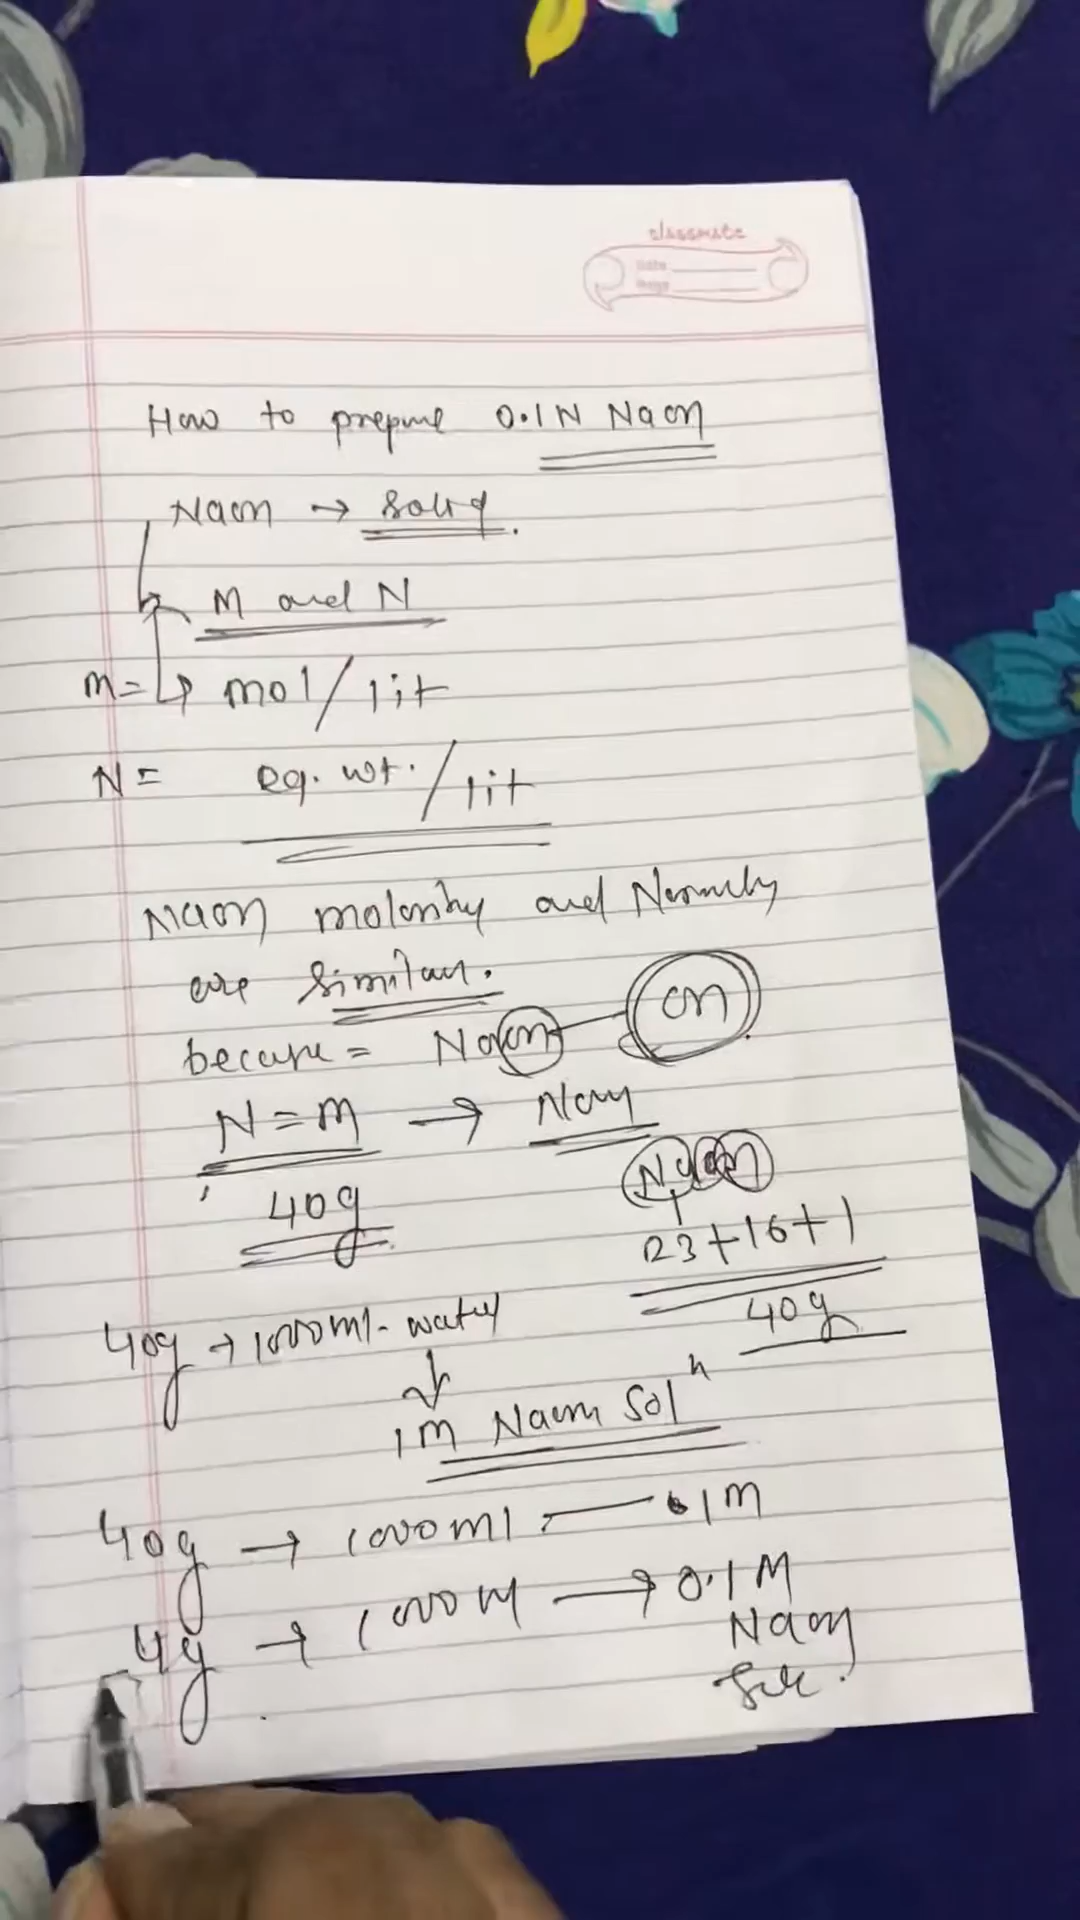 classmate
Date
Page
How to prepare 0.1N NaOH
NaOH → Solid.
M and N
M = mol/lit
N = eq. wt./lit
NaOH molarity and Normality
are Similar.
because = NaOH OH
N = M → NaOH
NaOH
40g
23+16+1
40g
40g → 1000ml - water
1M NaOH Solⁿ
40g → 1000ml — 1M
4g → 1000ml → 0.1M
NaOH
Sol.